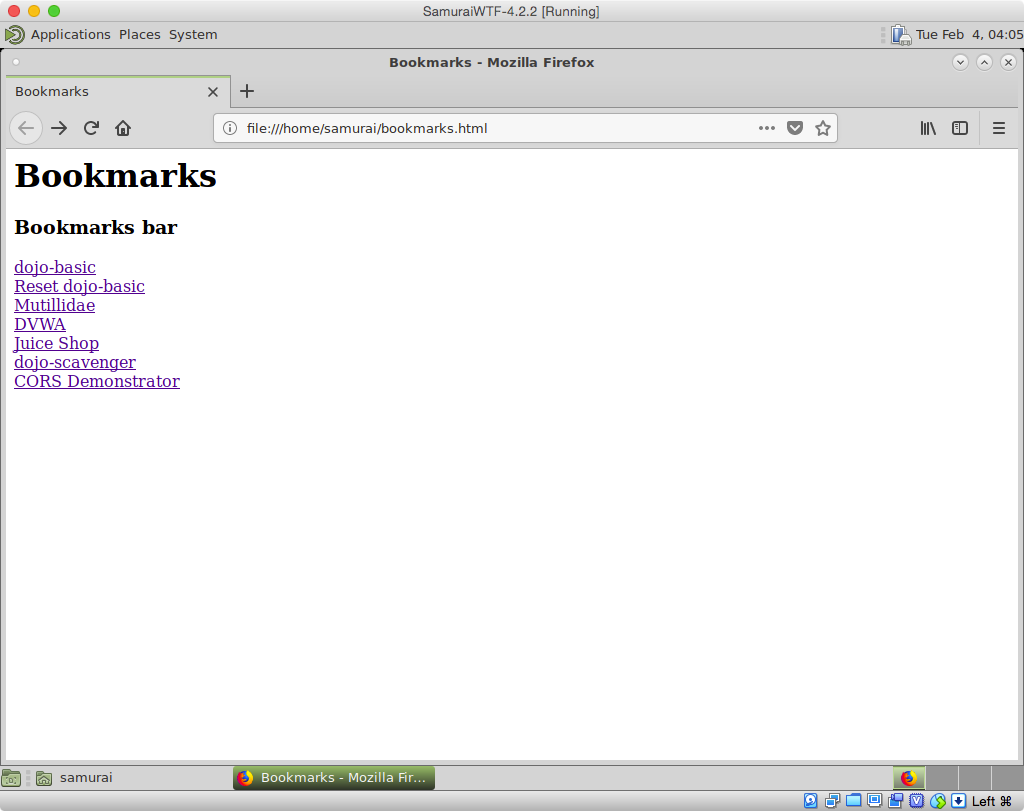 SamuraiWTF-4.2.2 [Running]
Applications Places System Tue Feb 4, 04:05
Bookmarks - Mozilla Firefox
Bookmarks
file:///home/samurai/bookmarks.html
Bookmarks
Bookmarks bar
dojo-basic
Reset dojo-basic
Mutillidae
DVWA
Juice Shop
dojo-scavenger
CORS Demonstrator
samurai Bookmarks - Mozilla Fir...
Left ⌘